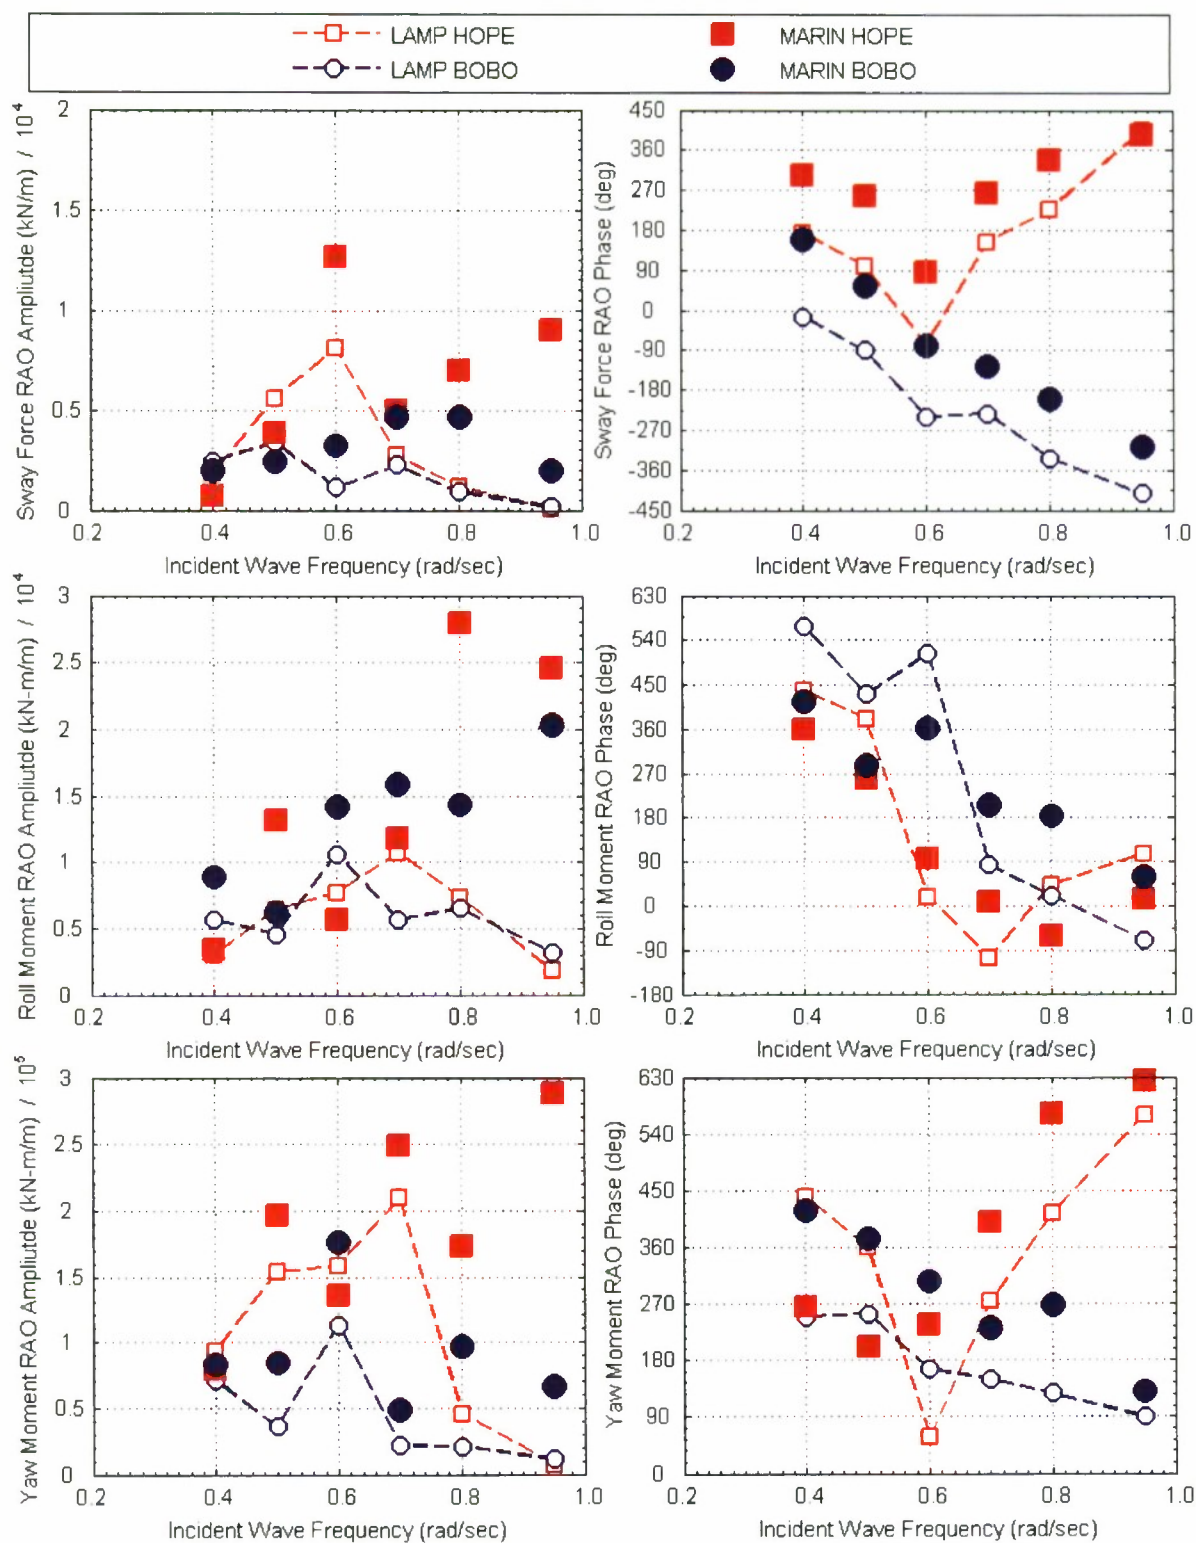 LAMP HOPE MARIN HOPE
LAMP BOBO MARIN BOBO
Sway Force RAO Ampliutde (kN/m) / 10^4
2
1.5
1
0.5
0
0.2 0.4 0.6 0.8 1.0
Incident Wave Frequency (rad/sec)
Sway Force RAO Phase (deg)
450
360
270
180
90
0
-90
-180
-270
-360
-450
0.2 0.4 0.6 0.8 1.0
Incident Wave Frequency (rad/sec)
Roll Moment RAO Ampliutde (kN-m/m) / 10^4
3
2.5
2
1.5
1
0.5
0
0.2 0.4 0.6 0.8 1.0
Incident Wave Frequency (rad/sec)
Roll Moment RAO Phase (deg)
630
540
450
360
270
180
90
0
-90
-180
0.2 0.4 0.6 0.8 1.0
Incident Wave Frequency (rad/sec)
Yaw Moment RAO Ampliutde (kN-m/m) / 10^5
3
2.5
2
1.5
1
0.5
0
0.2 0.4 0.6 0.8 1.0
Incident Wave Frequency (rad/sec)
Yaw Moment RAO Phase (deg)
630
540
450
360
270
180
90
0
0.2 0.4 0.6 0.8 1.0
Incident Wave Frequency (rad/sec)